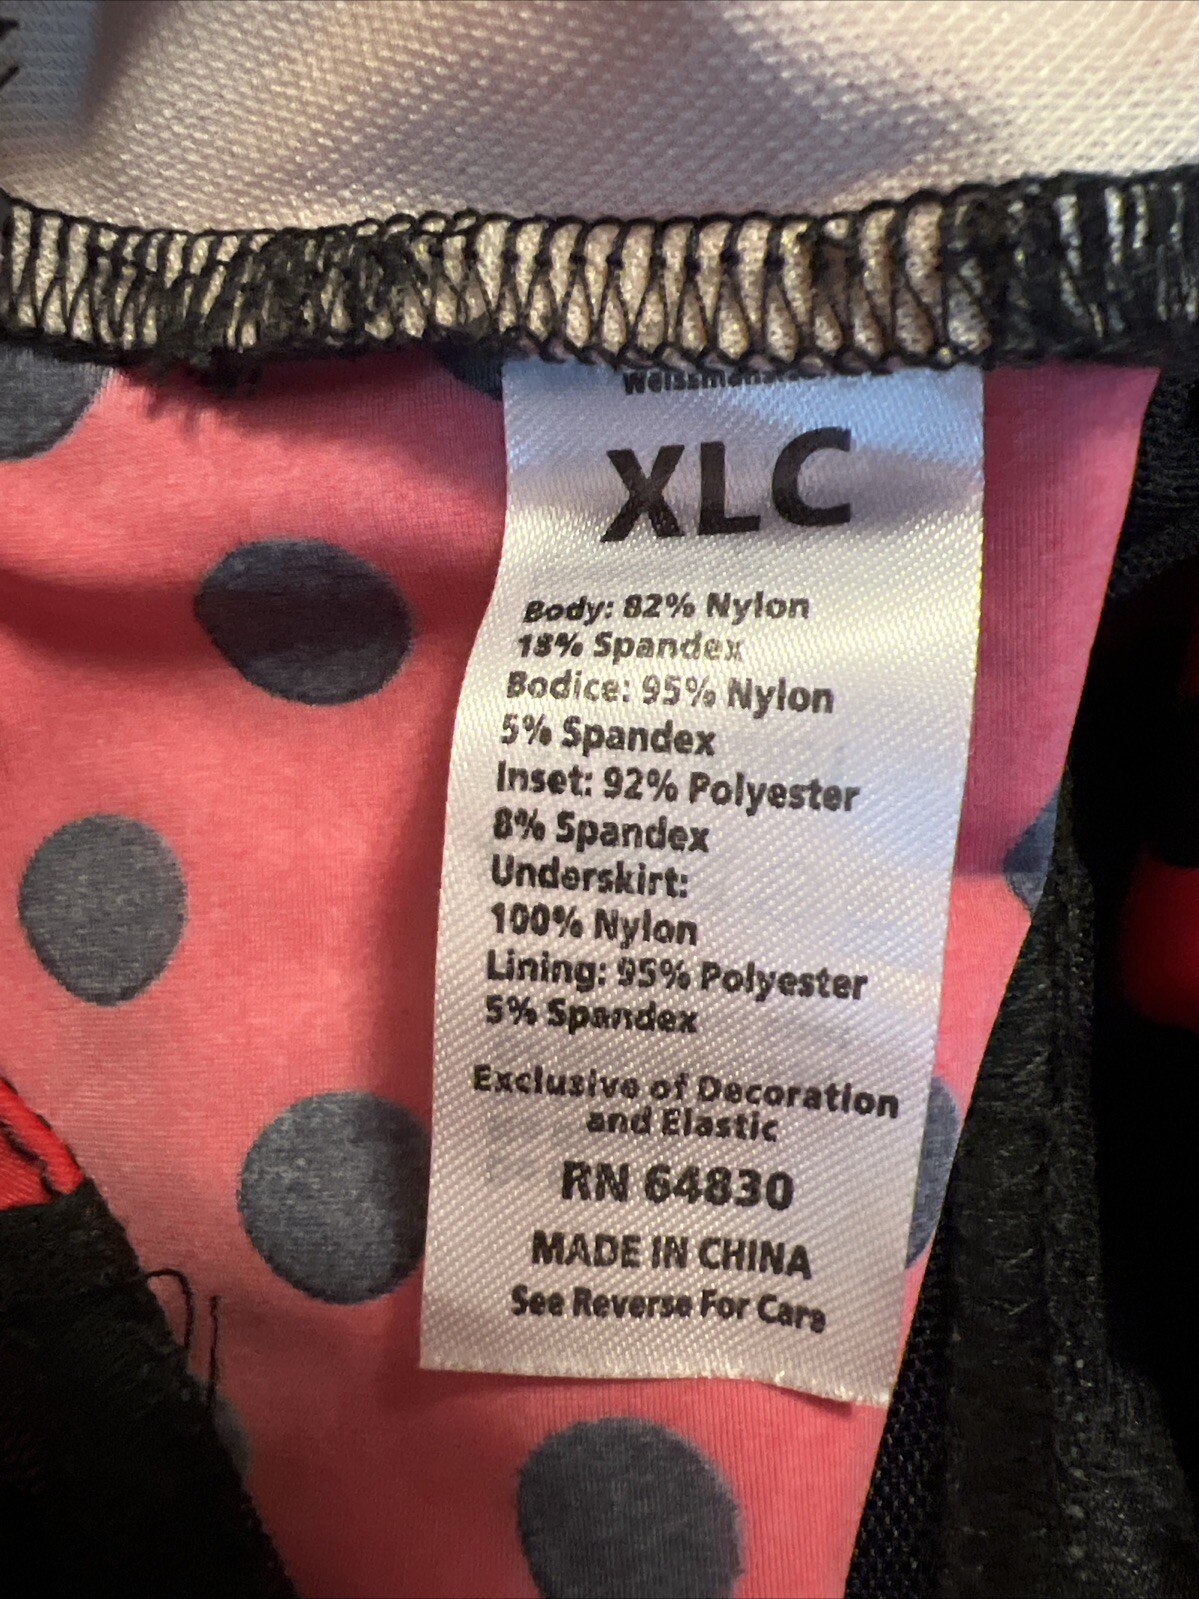 XLC
Body: 82% Nylon
18% Spandex
Bodice: 95% Nylon
5% Spandex
Inset: 92% Polyester
8% Spandex
Underskirt:
100% Nylon
Lining: 95% Polyester
5% Spandex
Exclusive of Decoration
and Elastic
RN 64830
MADE IN CHINA
See Reverse For Care